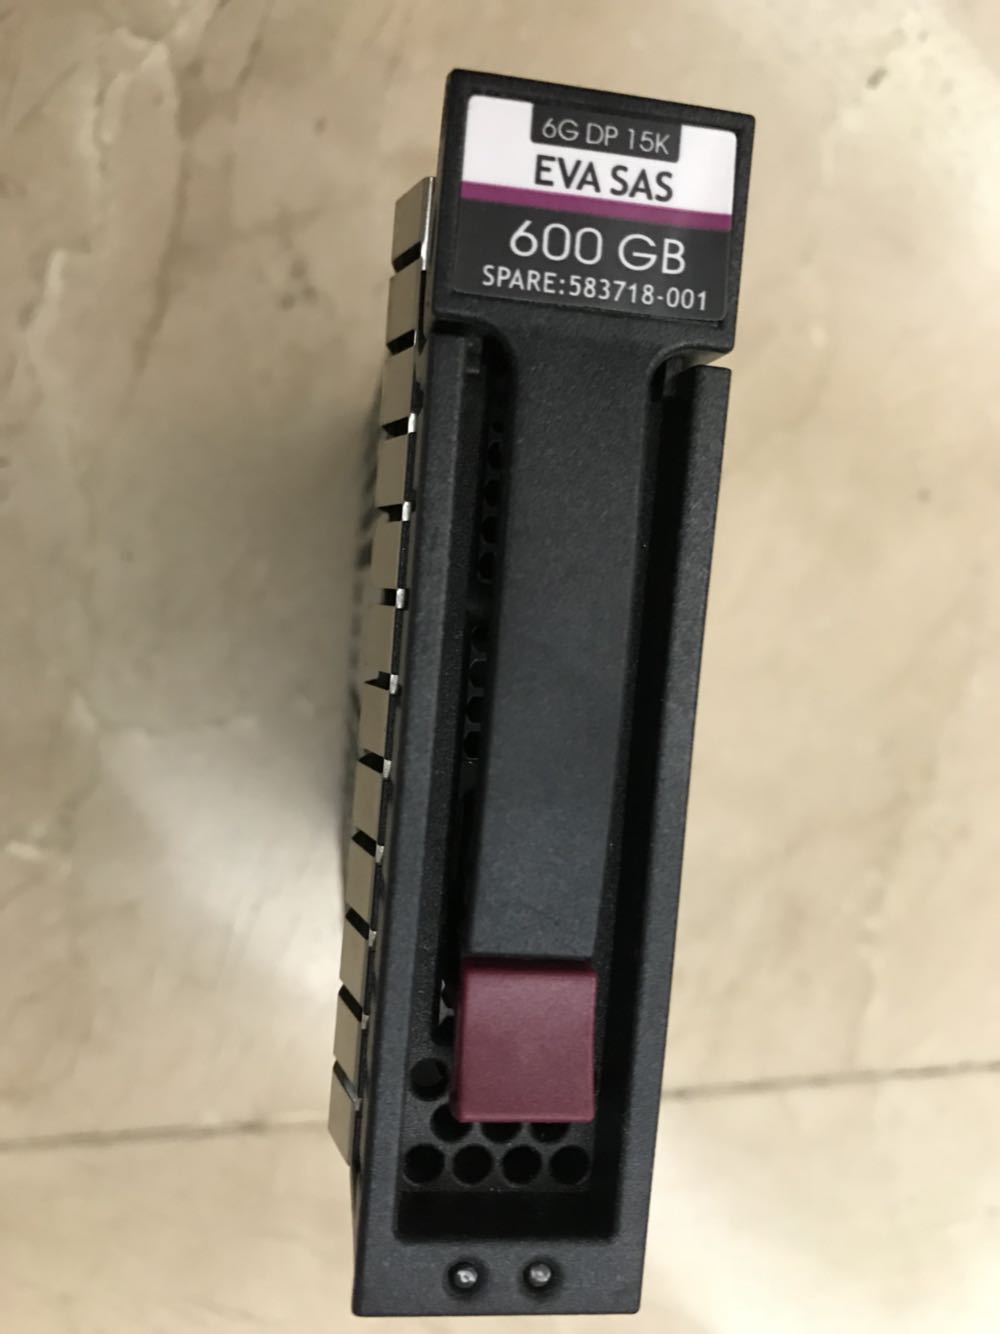 6G DP 15K
EVA SAS
600 GB
SPARE:583718-001